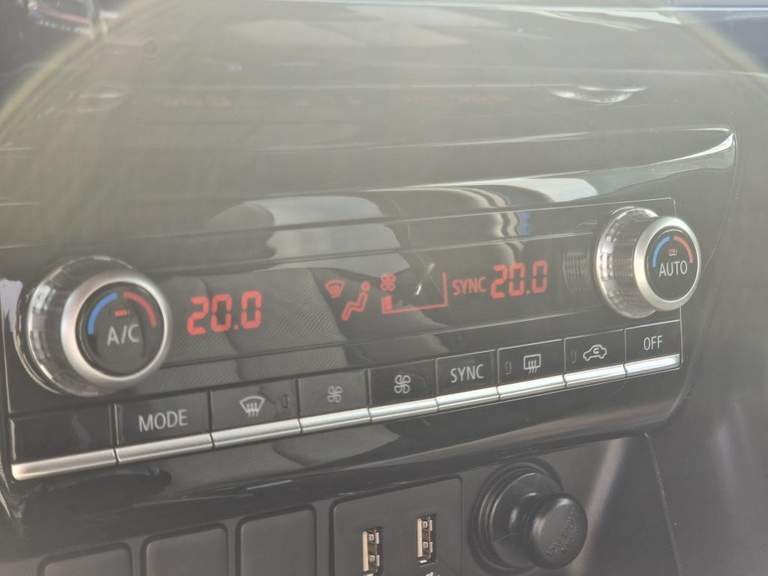 20.0 SYNC 20.0
A/C
AUTO
MODE
SYNC
OFF